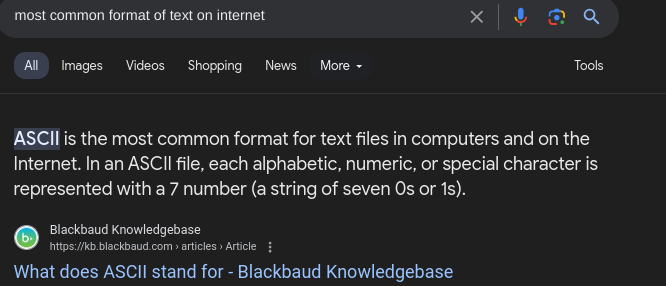 most common format of text on internet
All Images Videos Shopping News More Tools
ASCII is the most common format for text files in computers and on the
Internet. In an ASCII file, each alphabetic, numeric, or special character is
represented with a 7 number (a string of seven 0s or 1s).
b
Blackbaud Knowledgebase
https://kb.blackbaud.com › articles › Article
What does ASCII stand for - Blackbaud Knowledgebase